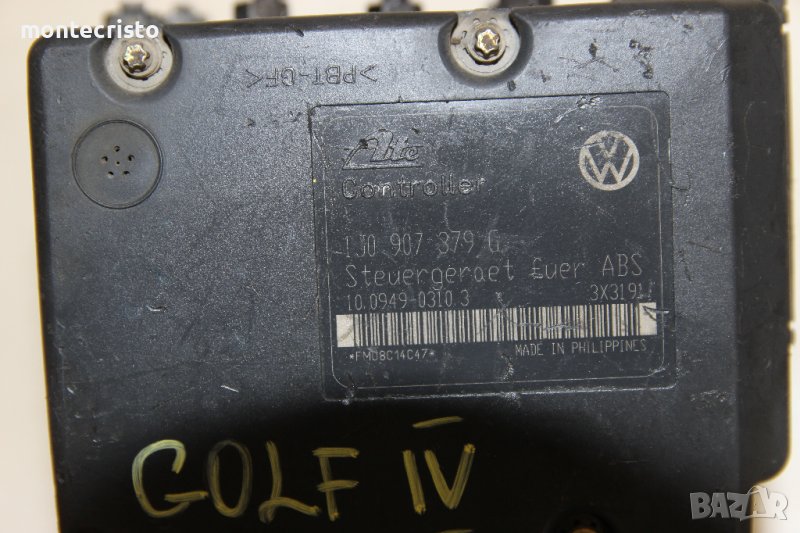 montecristo
>PBT-GF<
Ate
Controller
1J0 907 379 G
Steuergeraet fuer ABS
10.0949-0310.3 3X3191
*FM08C14C47*
MADE IN PHILIPPINES
GOLF IV
BAZAR